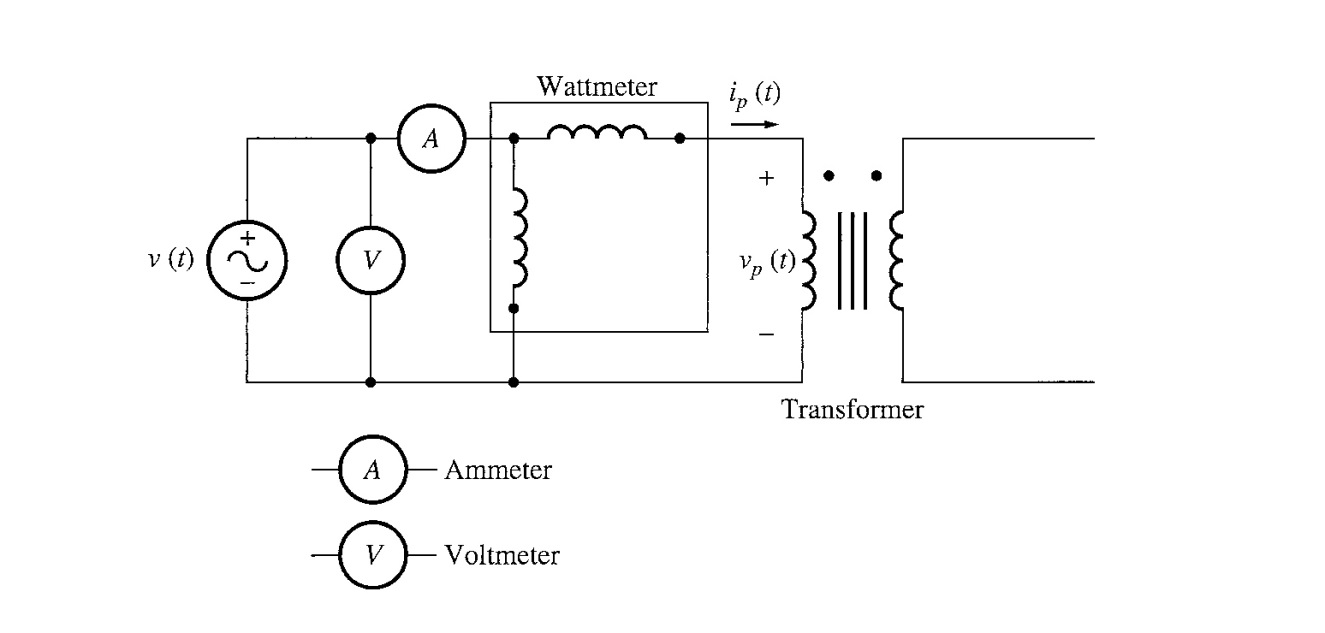 Wattmeter
i_p (t)
A
+
v (t)
+
−
V
v_p (t)
−
Transformer
A
Ammeter
V
Voltmeter